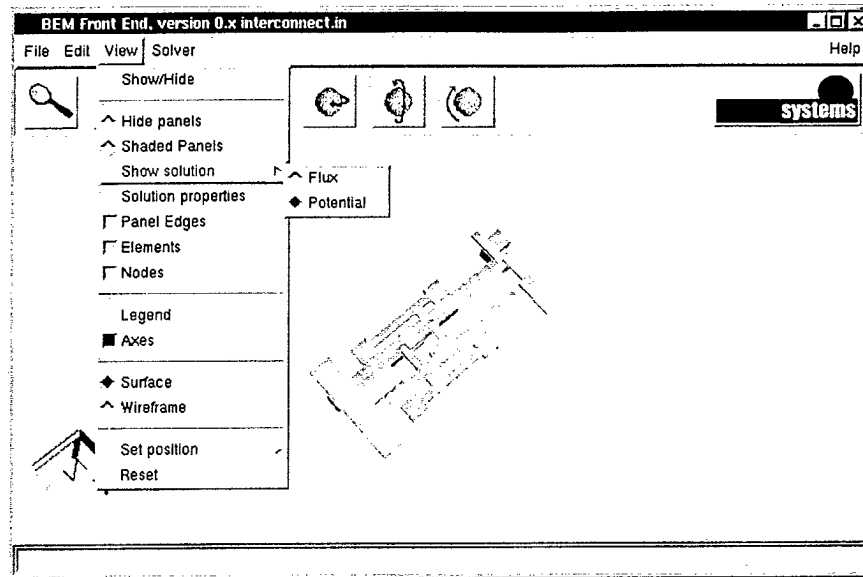 BEM Front End, version 0.x interconnect.in
File Edit View Solver Help
systems
Show/Hide
Hide panels
Shaded Panels
Show solution
Flux
Potential
Solution properties
Panel Edges
Elements
Nodes
Legend
Axes
Surface
Wireframe
Set position
Reset